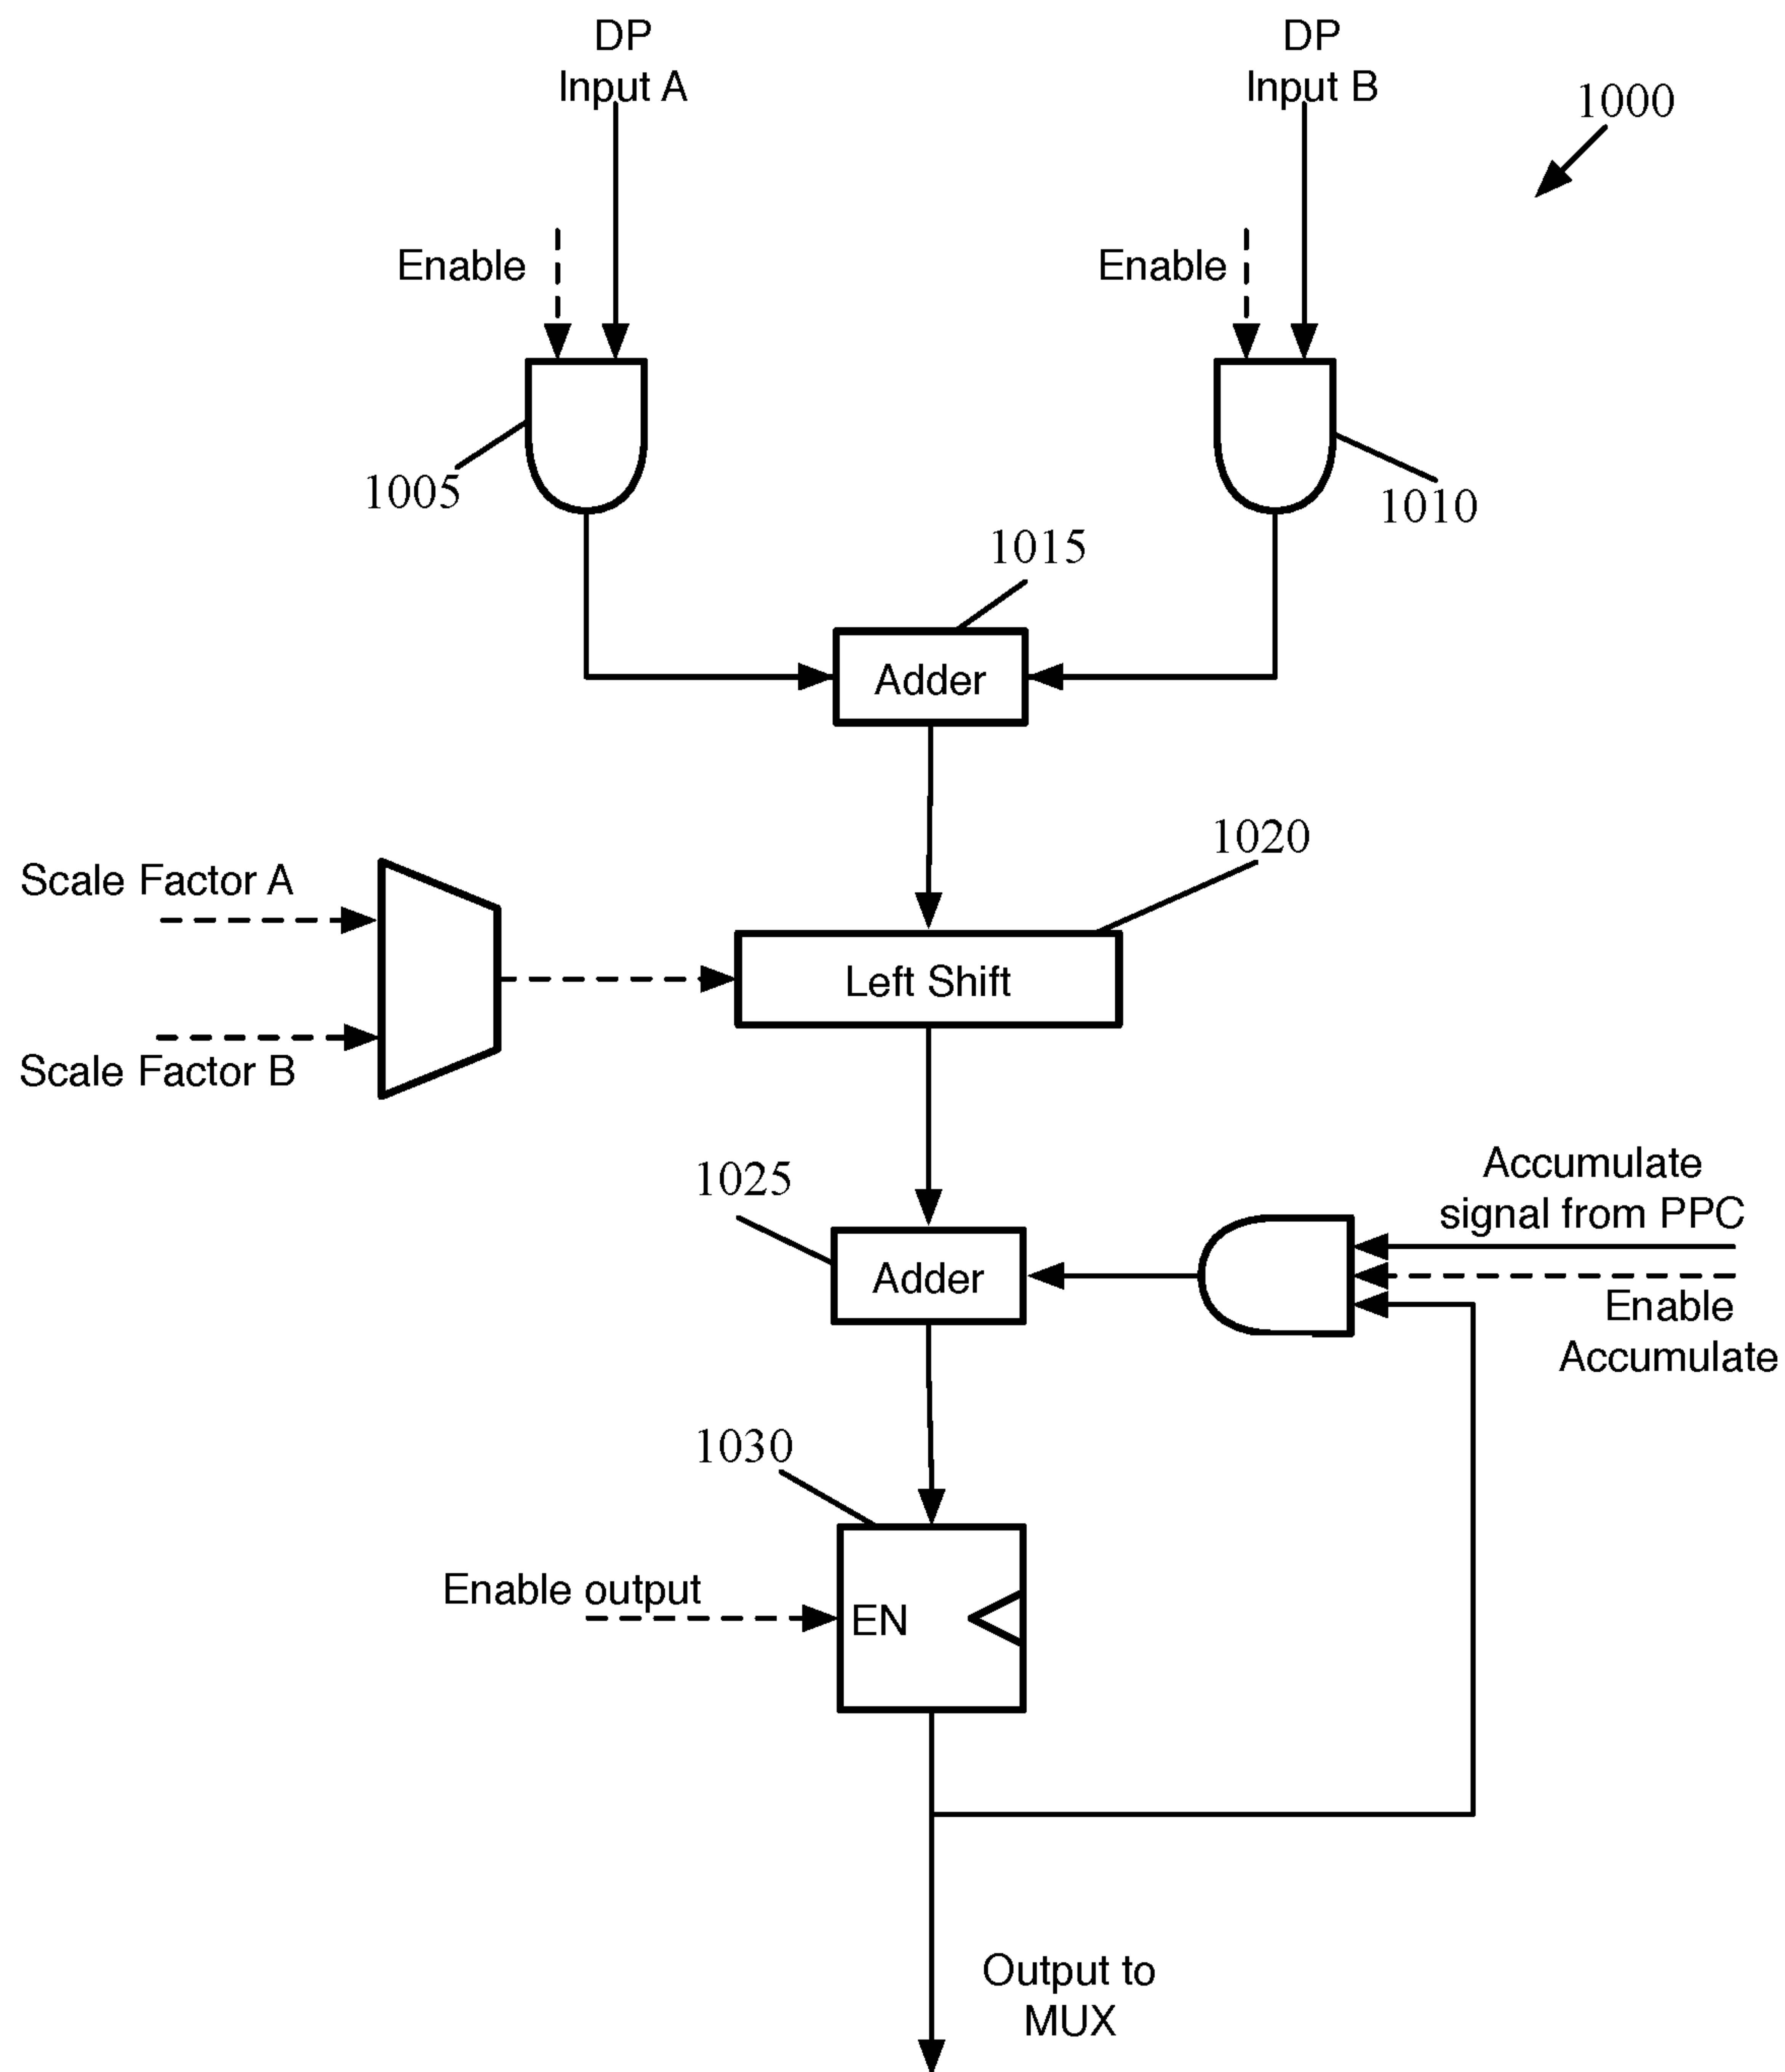 DP
Input A
DP
Input B
1000
Enable
Enable
1005
1010
1015
Adder
1020
Scale Factor A
Left Shift
Scale Factor B
Accumulate
signal from PPC
1025
Adder
Enable
Accumulate
1030
Enable output
EN
Output to
MUX